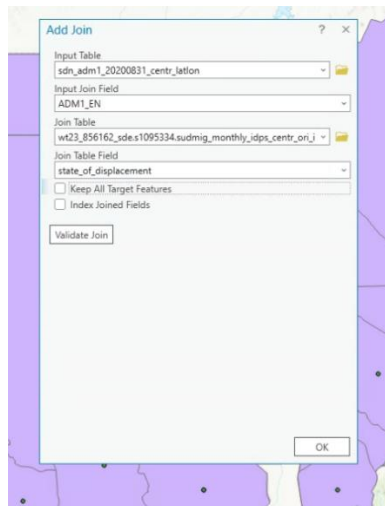 Add Join
? ×
Input Table
sdn_adm1_20200831_centr_latlon
Input Join Field
ADM1_EN
Join Table
wt23_856162_sde.s1095334.sudmig_monthly_idps_centr_ori_i
Join Table Field
state_of_displacement
Keep All Target Features
Index Joined Fields
Validate Join
OK